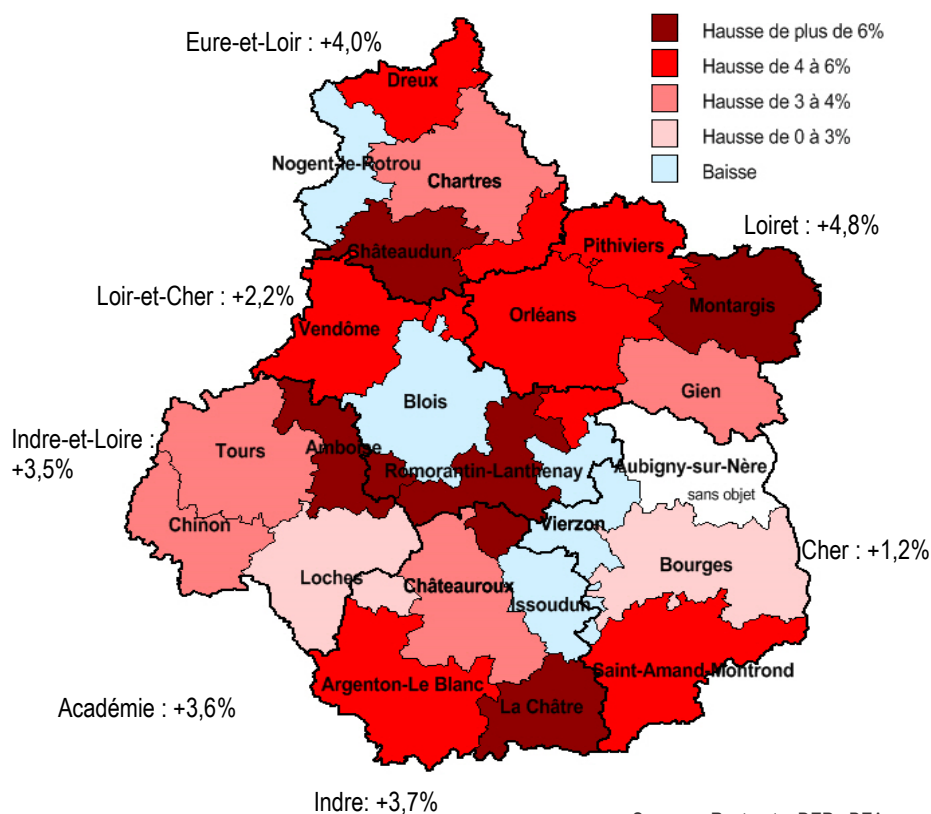 Eure-et-Loir : +4,0%
Hausse de plus de 6%
Hausse de 4 à 6%
Hausse de 3 à 4%
Hausse de 0 à 3%
Baisse
Dreux
Nogent-le-Rotrou
Chartres
Loiret : +4,8%
Pithiviers
Shâteaudun
Loir-et-Cher : +2,2%
Montargis
Orléans
Vendôme
Gien
Blois
Indre-et-Loire :
+3,5%
Tours
Amboise
Romorantin-Lanthenay
Aubigny-sur-Nère
sans objet
Chinon
Vierzon
Cher : +1,2%
Bourges
Loches
Châteauroux
Issoudun
Saint-Amand-Montrond
Argenton-Le Blanc
La Châtre
Académie : +3,6%
Indre: +3,7%